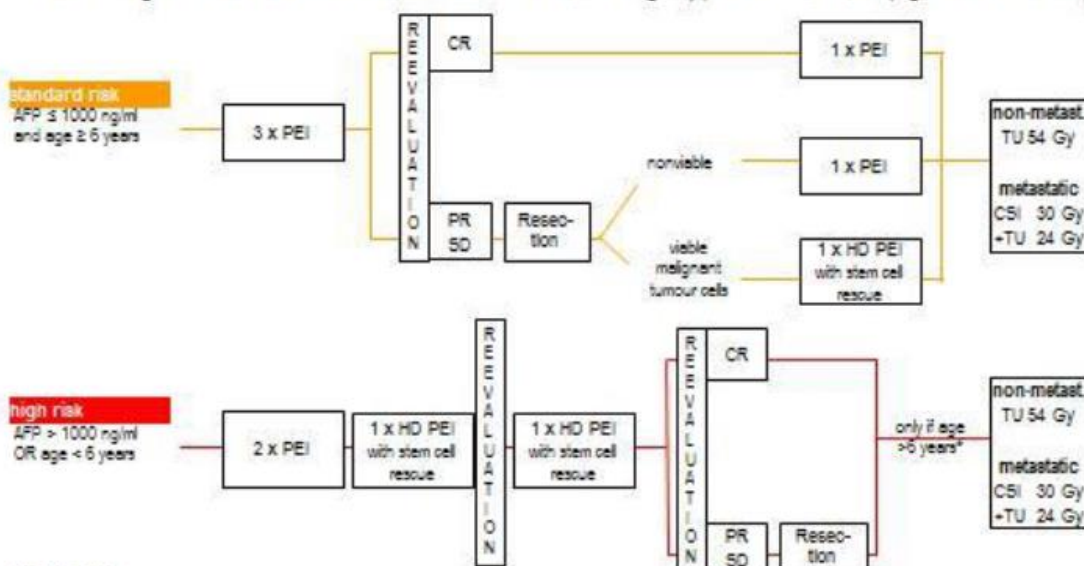 standard risk
AFP ≤ 1000 ng/ml
and age ≥ 6 years
3 x PEI
REEVALUATION
CR
1 x PEI
PR
SD
Resec-
tion
nonviable
1 x PEI
viable
malignant
tumour cells
1 x HD PEI
with stem cell
rescue
non-metast.
TU 54 Gy
metastatic
CSI 30 Gy
+TU 24 Gy
high risk
AFP > 1000 ng/ml
OR age < 6 years
2 x PEI
1 x HD PEI
with stem cell
rescue
REEVALUATION
1 x HD PEI
with stem cell
rescue
REEVALUATION
CR
PR
SD
Resec-
tion
only if age
>6 years*
non-metast.
TU 54 Gy
metastatic
CSI 30 Gy
+TU 24 Gy